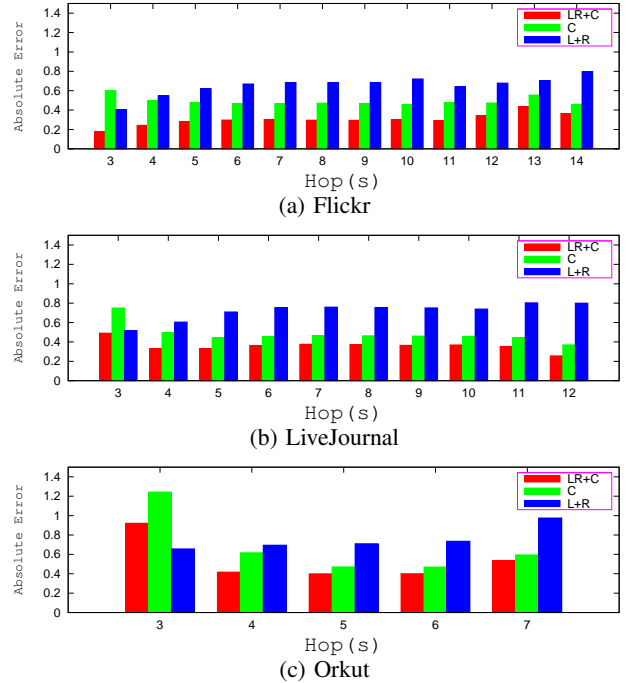 LR+C
C
L+R
Absolute Error
1.4
1.2
1
0.8
0.6
0.4
0.2
0
3 4 5 6 7 8 9 10 11 12 13 14
Hop(s)
(a) Flickr
LR+C
C
L+R
Absolute Error
1.4
1.2
1
0.8
0.6
0.4
0.2
0
3 4 5 6 7 8 9 10 11 12
Hop(s)
(b) LiveJournal
LR+C
C
L+R
Absolute Error
1.4
1.2
1
0.8
0.6
0.4
0.2
0
3 4 5 6 7
Hop(s)
(c) Orkut